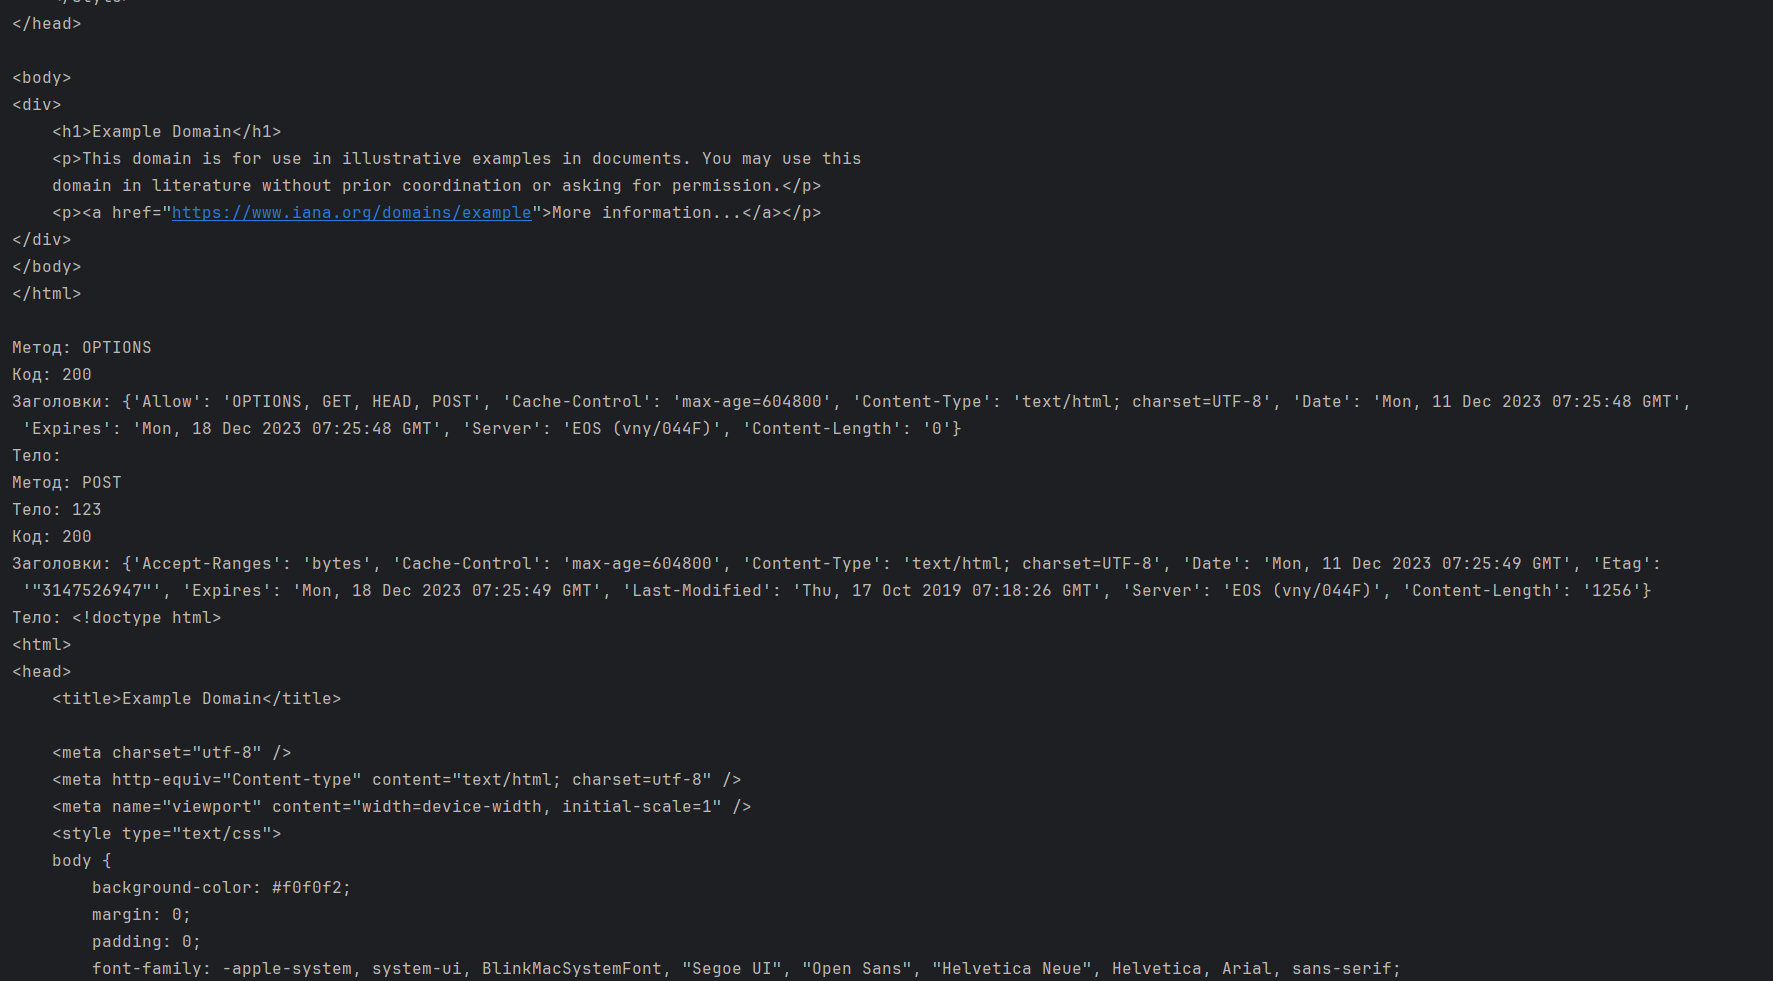 </style>
</head>

<body>
<div>
    <h1>Example Domain</h1>
    <p>This domain is for use in illustrative examples in documents. You may use this
    domain in literature without prior coordination or asking for permission.</p>
    <p><a href="https://www.iana.org/domains/example">More information...</a></p>
</div>
</body>
</html>

Метод: OPTIONS
Код: 200
Заголовки: {'Allow': 'OPTIONS, GET, HEAD, POST', 'Cache-Control': 'max-age=604800', 'Content-Type': 'text/html; charset=UTF-8', 'Date': 'Mon, 11 Dec 2023 07:25:48 GMT',
 'Expires': 'Mon, 18 Dec 2023 07:25:48 GMT', 'Server': 'EOS (vny/044F)', 'Content-Length': '0'}
Тело:
Метод: POST
Тело: 123
Код: 200
Заголовки: {'Accept-Ranges': 'bytes', 'Cache-Control': 'max-age=604800', 'Content-Type': 'text/html; charset=UTF-8', 'Date': 'Mon, 11 Dec 2023 07:25:49 GMT', 'Etag':
 '"3147526947"', 'Expires': 'Mon, 18 Dec 2023 07:25:49 GMT', 'Last-Modified': 'Thu, 17 Oct 2019 07:18:26 GMT', 'Server': 'EOS (vny/044F)', 'Content-Length': '1256'}
Тело: <!doctype html>
<html>
<head>
    <title>Example Domain</title>

    <meta charset="utf-8" />
    <meta http-equiv="Content-type" content="text/html; charset=utf-8" />
    <meta name="viewport" content="width=device-width, initial-scale=1" />
    <style type="text/css">
    body {
        background-color: #f0f0f2;
        margin: 0;
        padding: 0;
        font-family: -apple-system, system-ui, BlinkMacSystemFont, "Segoe UI", "Open Sans", "Helvetica Neue", Helvetica, Arial, sans-serif;